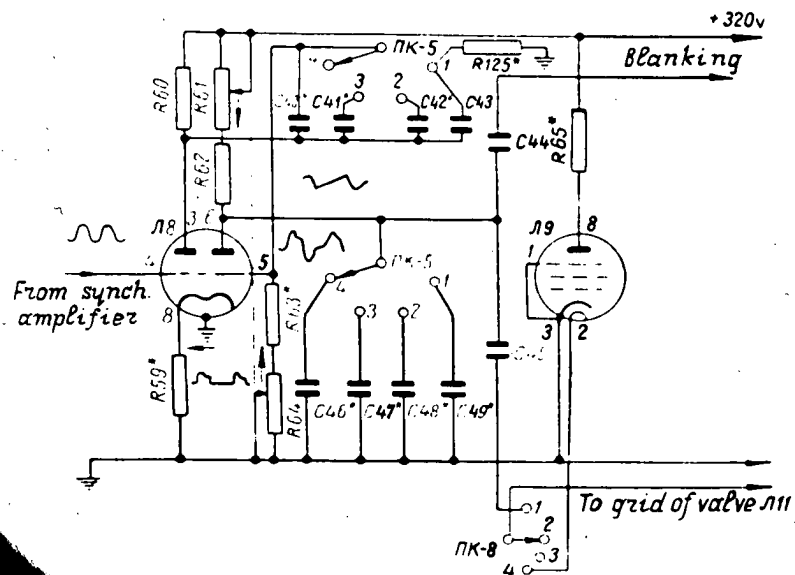 +320v
Blanking
ПК-5
4
3
2
1
R125*
R60
R61
R62
C41*
C42*
C43
C44
R65*
Л8
3
6
4
5
8
From synch.
amplifier
R59*
R63*
R64
ПК-5
4
3
2
1
C46*
C47*
C48*
C49*
Л9
8
1
3
2
To grid of valve Л11
ПК-8
1
2
3
4